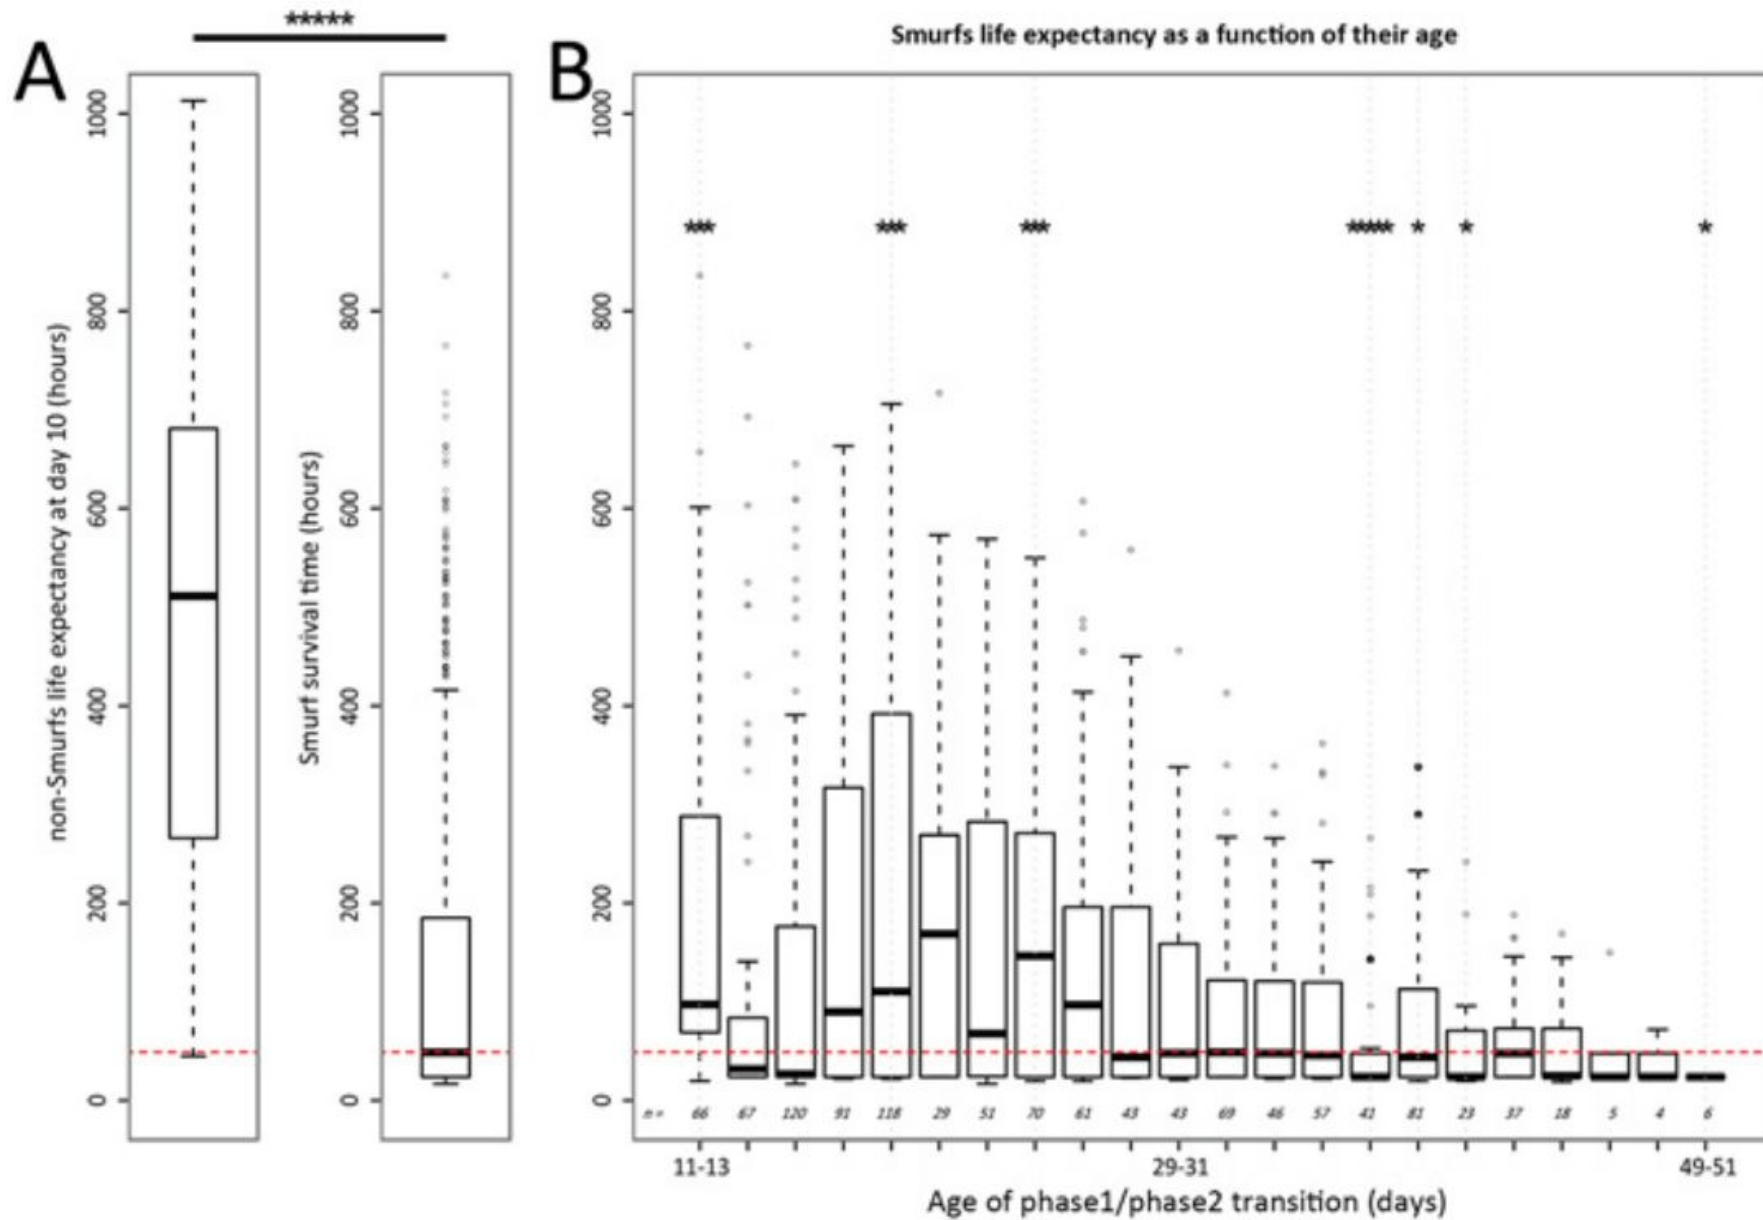 *****
A
non-Smurfs life expectancy at day 10 (hours)
0 200 400 600 800 1000
Smurf survival time (hours)
0 200 400 600 800 1000
B
Smurfs life expectancy as a function of their age
0 200 400 600 800 1000
*** *** *** ***** * * *
n = 66 67 120 91 118 29 51 70 61 43 43 69 46 57 41 81 23 37 18 5 4 6
11-13 29-31 49-51
Age of phase1/phase2 transition (days)